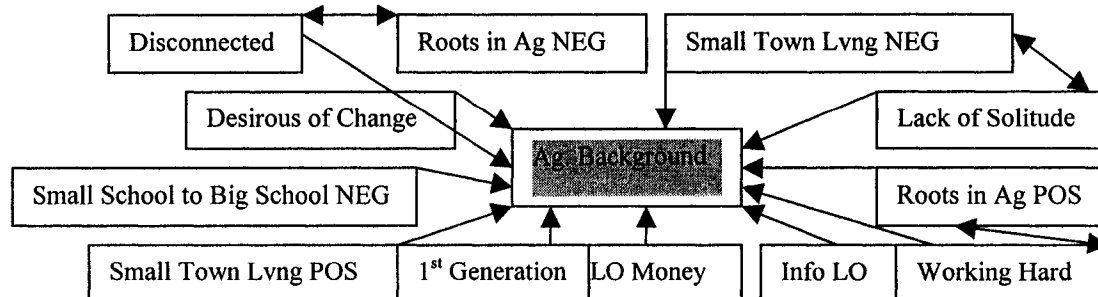 Disconnected
Roots in Ag NEG
Small Town Lvng NEG
Desirous of Change
Lack of Solitude
Ag. Background
Small School to Big School NEG
Roots in Ag POS
Small Town Lvng POS
1st Generation
LO Money
Info LO
Working Hard